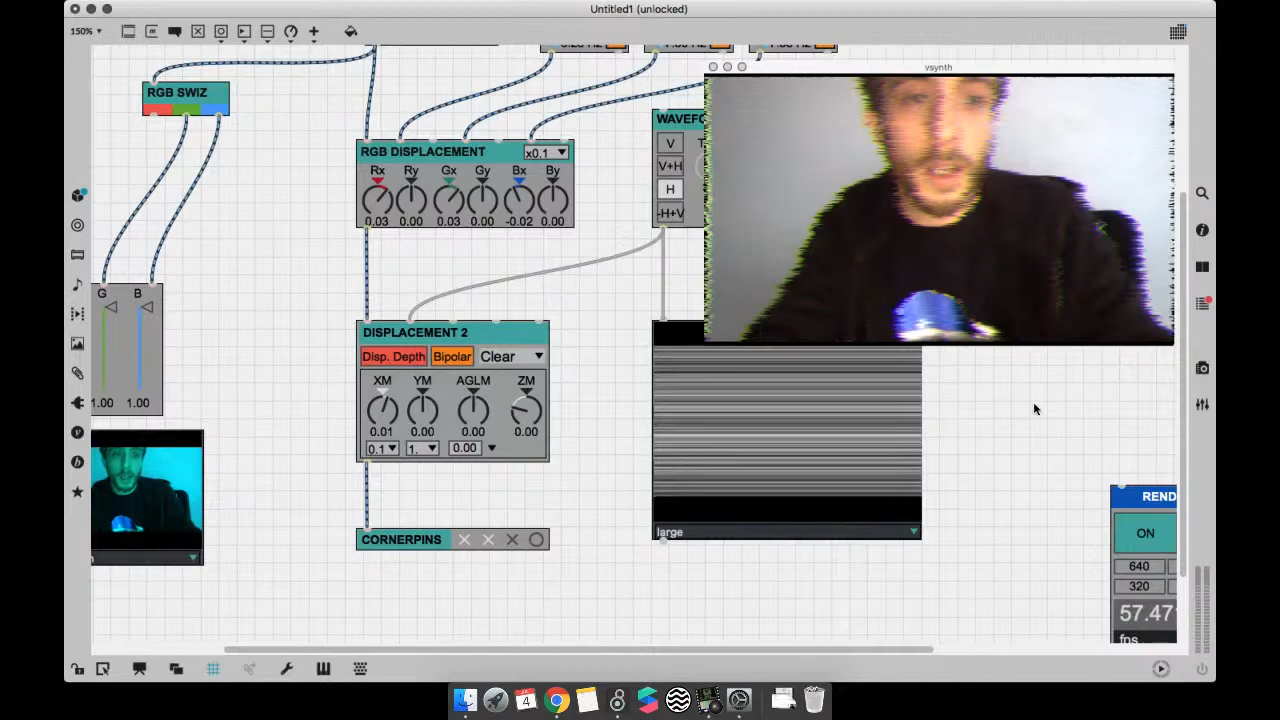 Untitled1 (unlocked)
150%
vsynth
RGB SWIZ
RGB DISPLACEMENT
x0.1
Rx Ry Gx Gy Bx By
0.03 0.00 0.03 0.00 -0.02 0.00
V
V+H
H
-H+V
G B
1.00 1.00
DISPLACEMENT 2
Disp. Depth Bipolar Clear
XM YM AGLM ZM
0.01 0.00 0.00 0.00
0.1 1. 0.00
CORNERPINS
large
ON
640
320
57.47
fps
4